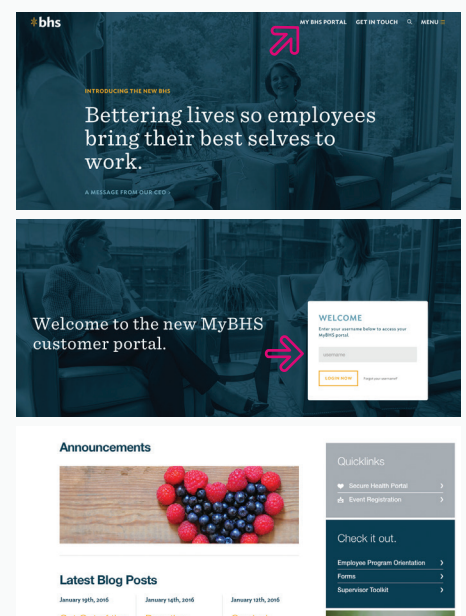 bhs
MY BHS PORTAL GET IN TOUCH MENU
INTRODUCING THE NEW BHS
Bettering lives so employees
bring their best selves to
work.
A MESSAGE FROM OUR CEO
Welcome to the new MyBHS
customer portal.
WELCOME
Enter your username below to access your
MyBHS portal.
username
LOGIN NOW Forgot your username?
Announcements
Quicklinks
Secure Health Portal
Event Registration
Check it out.
Employee Program Orientation
Forms
Supervisor Toolkit
Latest Blog Posts
January 19th, 2016 January 14th, 2016 January 12th, 2016